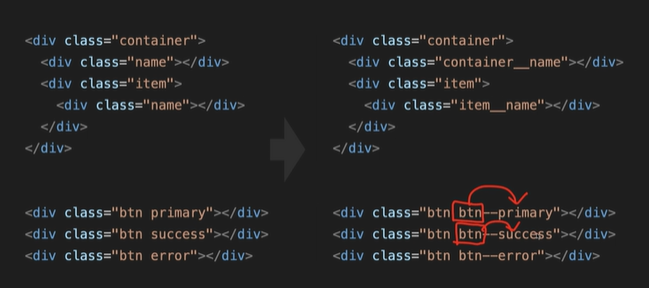 <div class="container">
<div class="name"></div>
<div class="item">
<div class="name"></div>
</div>
</div>
<div class="btn primary"></div>
<div class="btn success"></div>
<div class="btn error"></div>
<div class="container">
<div class="container__name"></div>
<div class="item">
<div class="item__name"></div>
</div>
</div>
<div class="btn btn--primary"></div>
<div class="btn btn--success"></div>
<div class="btn btn--error"></div>